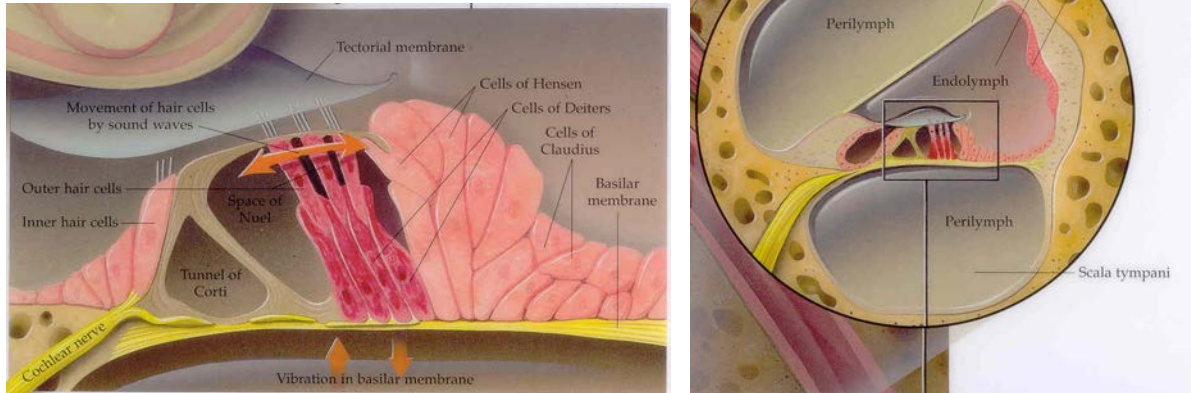 Tectorial membrane
Movement of hair cells
by sound waves
Cells of Hensen
Cells of Deiters
Cells of
Claudius
Basilar
membrane
Outer hair cells
Space of
Nuel
Inner hair cells
Tunnel of
Corti
Cochlear nerve
Vibration in basilar membrane
Perilymph
Endolymph
Perilymph
Scala tympani